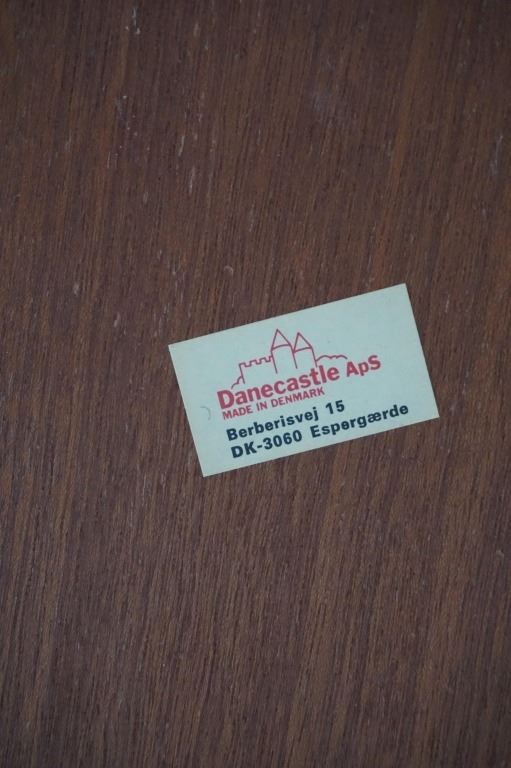 Danecastle ApS
MADE IN DENMARK
Berberisvej 15
DK-3060 Espergærde